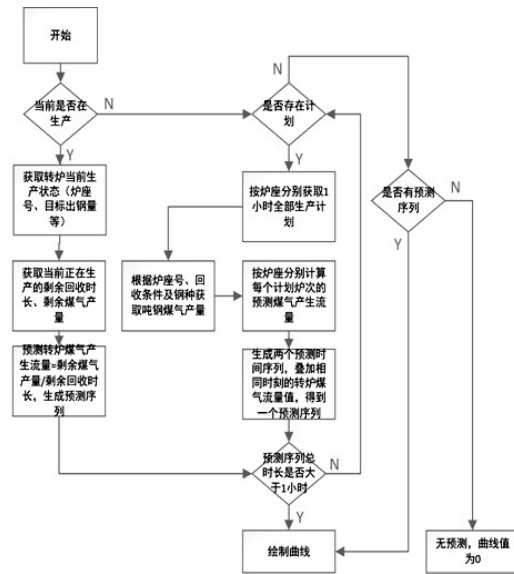 开始
当前是否在
生产
N
Y
获取转炉当前生
产状态（炉座
号、目标出钢量
等）
获取当前正在生
产的剩余回收时
长、剩余煤气产
量
预测转炉煤气产
生流量=剩余煤气
产量/剩余回收时
长，生成预测序
列
是否存在计
划
N
Y
按炉座分别获取1
小时全部生产计
划
根据炉座号、回
收条件及钢种获
取吨钢煤气产量
按炉座分别计算
每个计划炉次的
预测煤气产生流
量
生成两个预测时
间序列，叠加相
同时刻的转炉煤
气流量值，得到
一个预测序列
预测序列总
时长是否大
于1小时
N
Y
绘制曲线
是否有预测
序列
N
Y
无预测，曲线值
为0